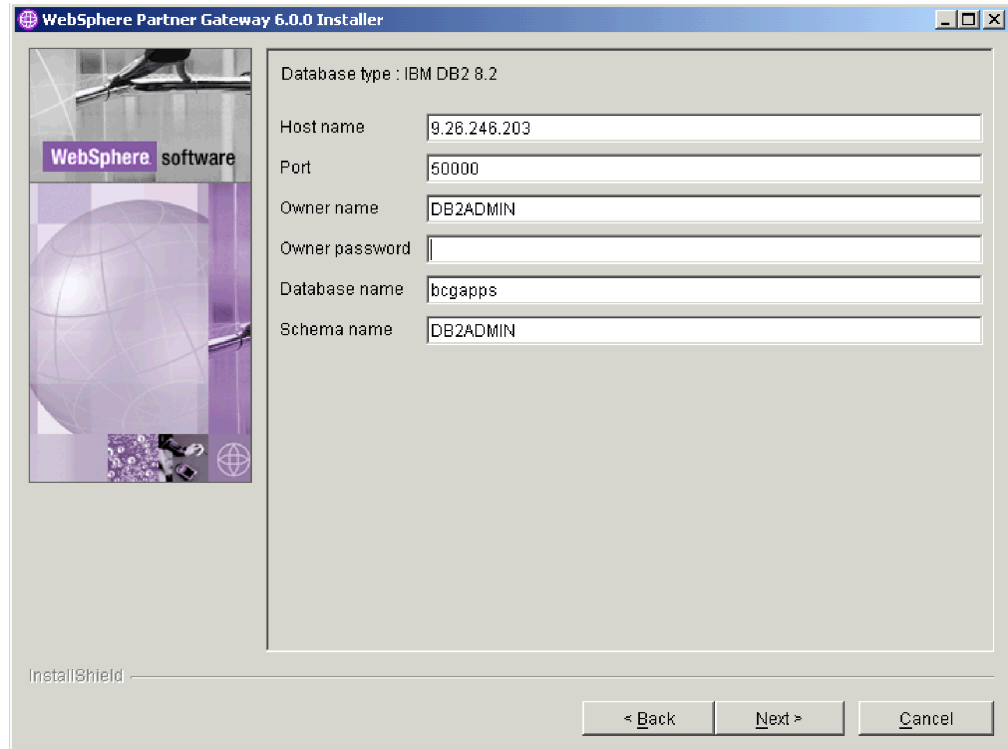 WebSphere Partner Gateway 6.0.0 Installer
WebSphere. software
Database type : IBM DB2 8.2
Host name 9.26.246.203
Port 50000
Owner name DB2ADMIN
Owner password
Database name bcgapps
Schema name DB2ADMIN
InstallShield
< Back Next > Cancel